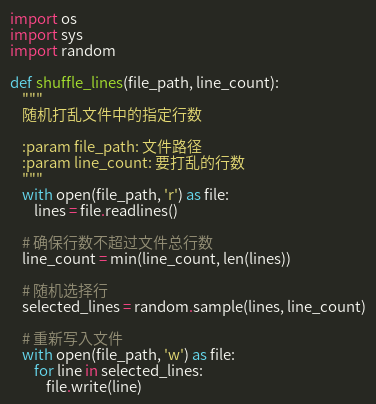 import os
import sys
import random

def shuffle_lines(file_path, line_count):
    """
    随机打乱文件中的指定行数

    :param file_path: 文件路径
    :param line_count: 要打乱的行数
    """
    with open(file_path, 'r') as file:
        lines = file.readlines()

    # 确保行数不超过文件总行数
    line_count = min(line_count, len(lines))

    # 随机选择行
    selected_lines = random.sample(lines, line_count)

    # 重新写入文件
    with open(file_path, 'w') as file:
        for line in selected_lines:
            file.write(line)